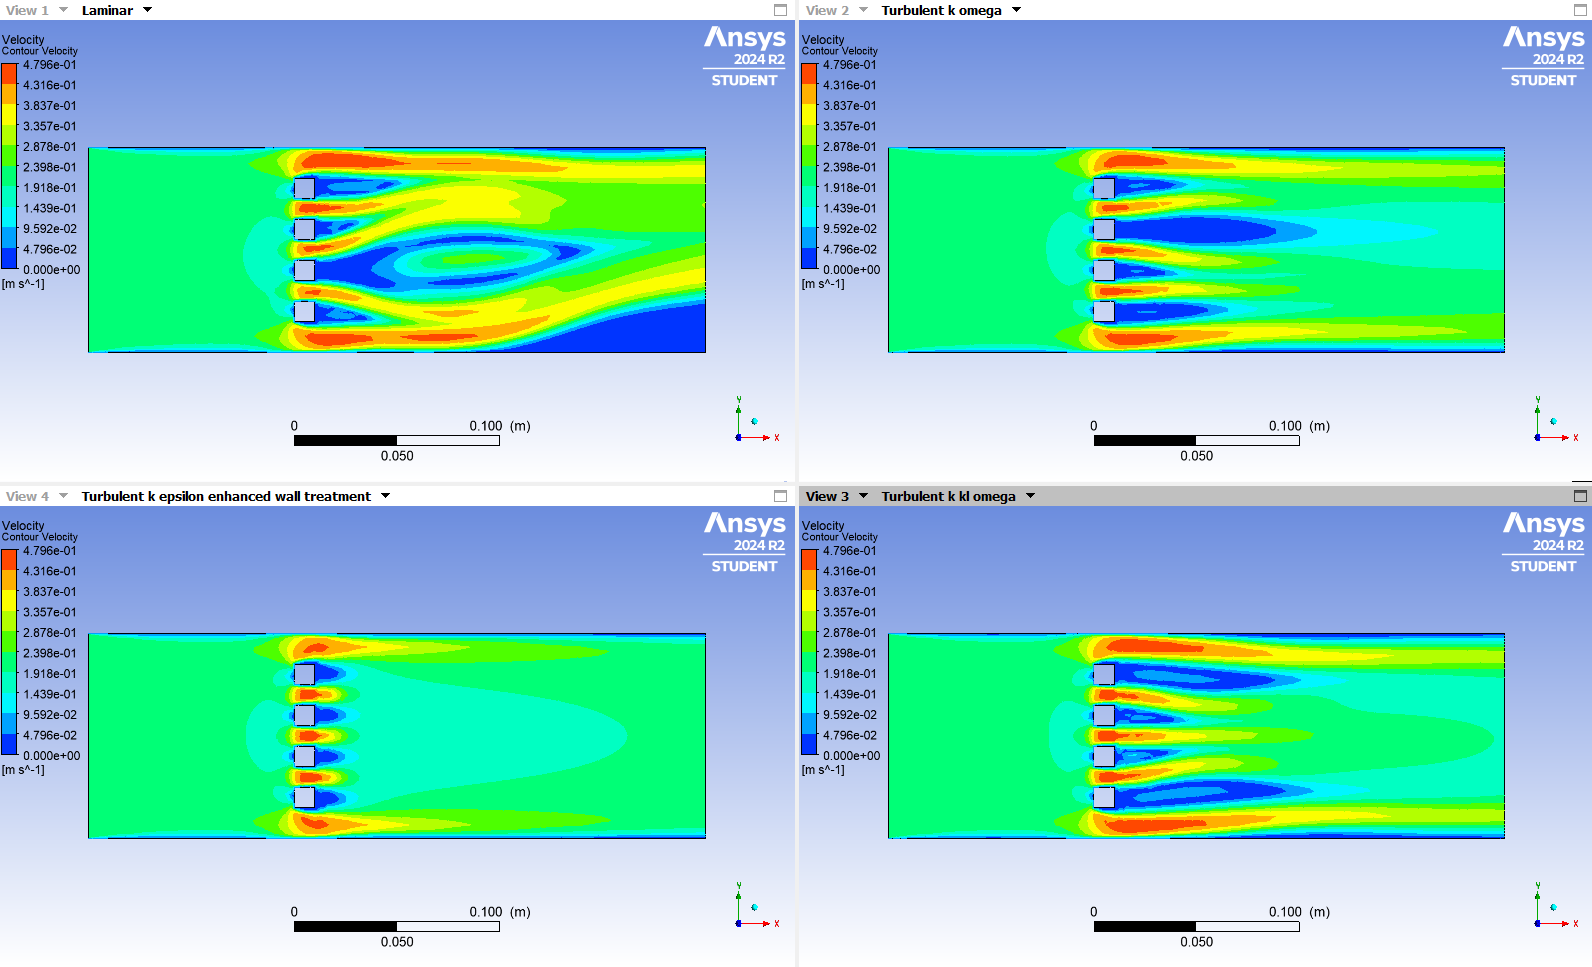 View 1 Laminar
Velocity
Contour Velocity
4.796e-01
4.316e-01
3.837e-01
3.357e-01
2.878e-01
2.398e-01
1.918e-01
1.439e-01
9.592e-02
4.796e-02
0.000e+00
[m s^-1]
Ansys
2024 R2
STUDENT
0 0.100 (m)
0.050
Y
X
View 2 Turbulent k omega
Velocity
Contour Velocity
4.796e-01
4.316e-01
3.837e-01
3.357e-01
2.878e-01
2.398e-01
1.918e-01
1.439e-01
9.592e-02
4.796e-02
0.000e+00
[m s^-1]
Ansys
2024 R2
STUDENT
0 0.100 (m)
0.050
Y
X
View 4 Turbulent k epsilon enhanced wall treatment
Velocity
Contour Velocity
4.796e-01
4.316e-01
3.837e-01
3.357e-01
2.878e-01
2.398e-01
1.918e-01
1.439e-01
9.592e-02
4.796e-02
0.000e+00
[m s^-1]
Ansys
2024 R2
STUDENT
0 0.100 (m)
0.050
Y
X
View 3 Turbulent k kl omega
Velocity
Contour Velocity
4.796e-01
4.316e-01
3.837e-01
3.357e-01
2.878e-01
2.398e-01
1.918e-01
1.439e-01
9.592e-02
4.796e-02
0.000e+00
[m s^-1]
Ansys
2024 R2
STUDENT
0 0.100 (m)
0.050
Y
X